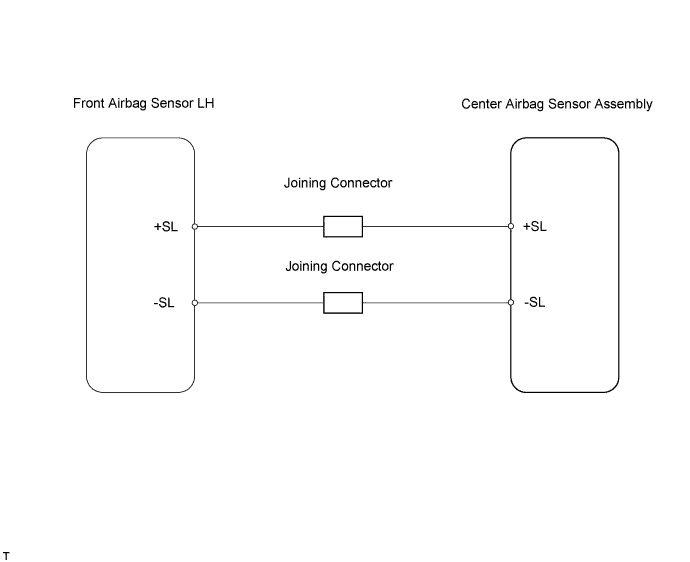 Front Airbag Sensor LH
Center Airbag Sensor Assembly
Joining Connector
+SL
+SL
Joining Connector
-SL
-SL
T